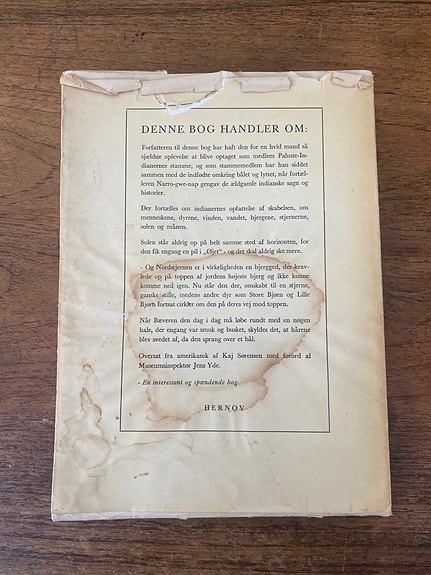 DENNE BOG HANDLER OM:
Forfatteren til denne bog har haft den for en hvid mand så
sjældne oplevelse at blive optaget som medlem Pahute-In-
dianernes stamme, og som stammemedlem har han siddet
sammen med de indfødte omkring bålet og lyttet, når fortæl-
leren Narro-gwe-nap gengav de ældgamle indianske sagn og
historier.
Der fortælles om indianernes opfattelse af skabelsen, om
menneskene, dyrene, vinden, vandet, bjergene, stjernerne,
solen og månen.
Solen står aldrig op på helt samme sted af horisonten, for
den fik engang en pil i „Øjet“ - og det skal aldrig ske mere.
- Og Nordstjernen er i virkeligheden en bjergged, der krav-
lede op på toppen af jordens højeste bjerg og ikke kunne
komme ned igen. Nu står den der, omskabt til en stjerne,
ganske stille, medens andre dyr som Store Bjørn og Lille
Bjørn fortsat cirkler om den på deres vej mod toppen.
Når Bæveren den dag i dag må løbe rundt med en nøgen
hale, der engang var smuk og busket, skyldes det, at hårene
blev svedet af, da den sprang over et bål.
Oversat fra amerikansk af Kaj Sørensen med forord af
Museumsinspektør Jens Yde.
- En interessant og spændende bog.
HERNOV